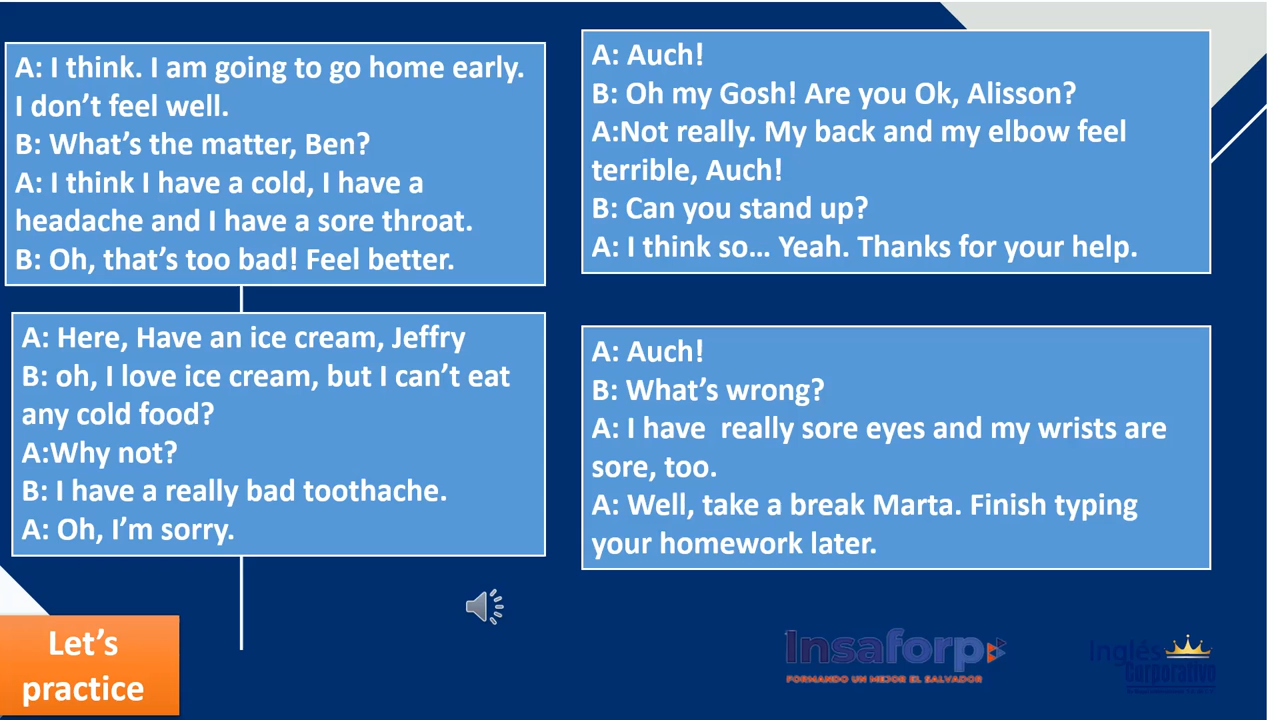 A: I think. I am going to go home early.
I don’t feel well.
B: What’s the matter, Ben?
A: I think I have a cold, I have a
headache and I have a sore throat.
B: Oh, that’s too bad! Feel better.
A: Auch!
B: Oh my Gosh! Are you Ok, Alisson?
A:Not really. My back and my elbow feel
terrible, Auch!
B: Can you stand up?
A: I think so… Yeah. Thanks for your help.
A: Here, Have an ice cream, Jeffry
B: oh, I love ice cream, but I can’t eat
any cold food?
A:Why not?
B: I have a really bad toothache.
A: Oh, I’m sorry.
A: Auch!
B: What’s wrong?
A: I have  really sore eyes and my wrists are
sore, too.
A: Well, take a break Marta. Finish typing
your homework later.
Let’s
practice
Insaforp
FORMANDO UN MEJOR EL SALVADOR
Inglés
Corporativo